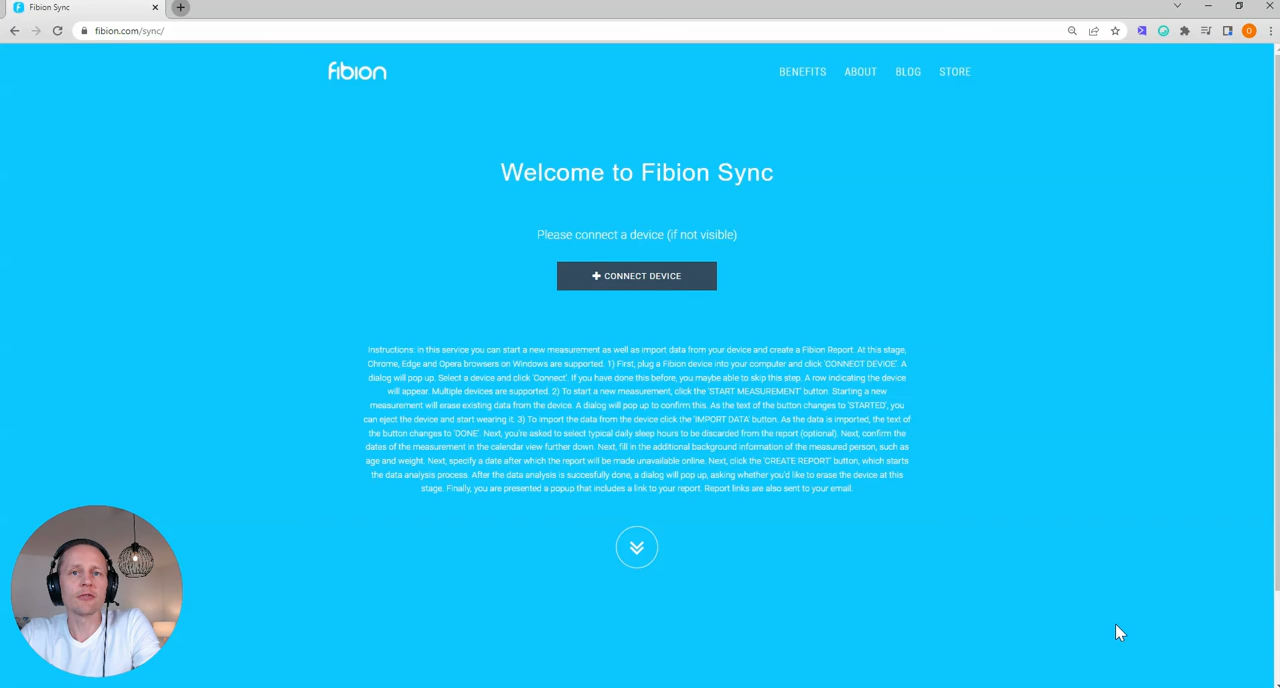 Fibion Sync
fibion.com/sync/
O
fibion
BENEFITS ABOUT BLOG STORE
Welcome to Fibion Sync
Please connect a device (if not visible)
CONNECT DEVICE
Instructions: in this service you can start a new measurement as well as import data from your device and create a Fibion Report. At this stage,
Chrome, Edge and Opera browsers on Windows are supported. 1) First, plug a Fibion device into your computer and click 'CONNECT DEVICE'. A
dialog will pop up. Select a device and click 'Connect'. If you have done this before, you maybe able to skip this step. A row indicating the device
will appear. Multiple devices are supported. 2) To start a new measurement, click the 'START MEASUREMENT' button. Starting a new
measurement will erase existing data from the device. A dialog will pop up to confirm this. As the text of the button changes to 'STARTED', you
can eject the device and start wearing it. 3) To import the data from the device click the 'IMPORT DATA' button. As the data is imported, the text of
the button changes to 'DONE'. Next, you're asked to select typical daily sleep hours to be discarded from the report (optional). Next, confirm the
dates of the measurement in the calendar view further down. Next, fill in the additional background information of the measured person, such as
age and weight. Next, specify a date after which the report will be made unavailable online. Next, click the 'CREATE REPORT' button, which starts
the data analysis process. After the data analysis is succesfully done, a dialog will pop up, asking whether you'd like to erase the device at this
stage. Finally, you are presented a popup that includes a link to your report. Report links are also sent to your email.